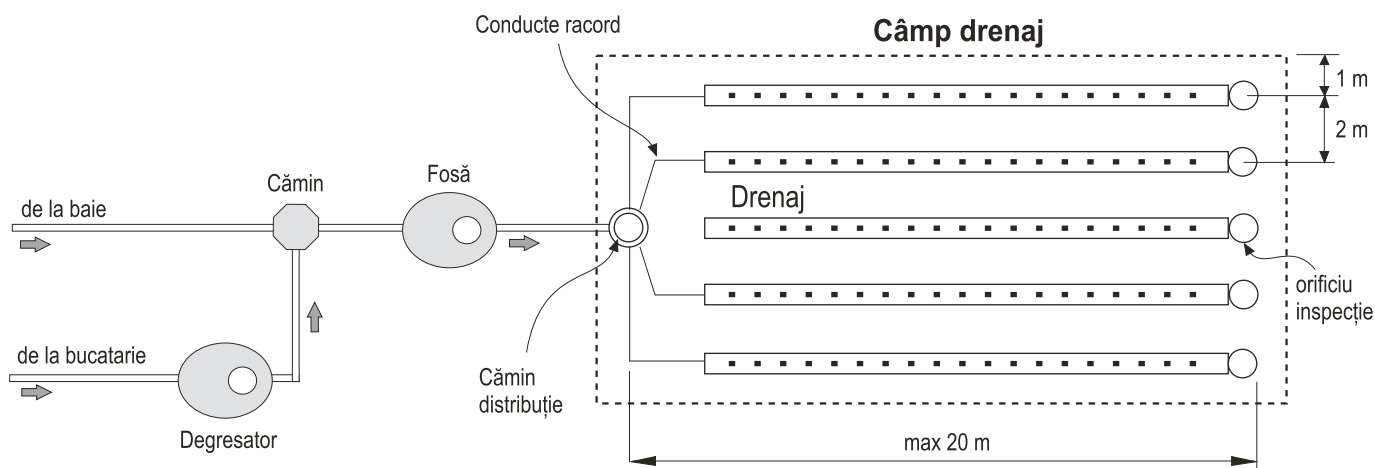 Conducte racord
Câmp drenaj
1 m
2 m
Cămin
Fosă
de la baie
Drenaj
orificiu
inspecție
de la bucatarie
Cămin
distribuție
Degresator
max 20 m